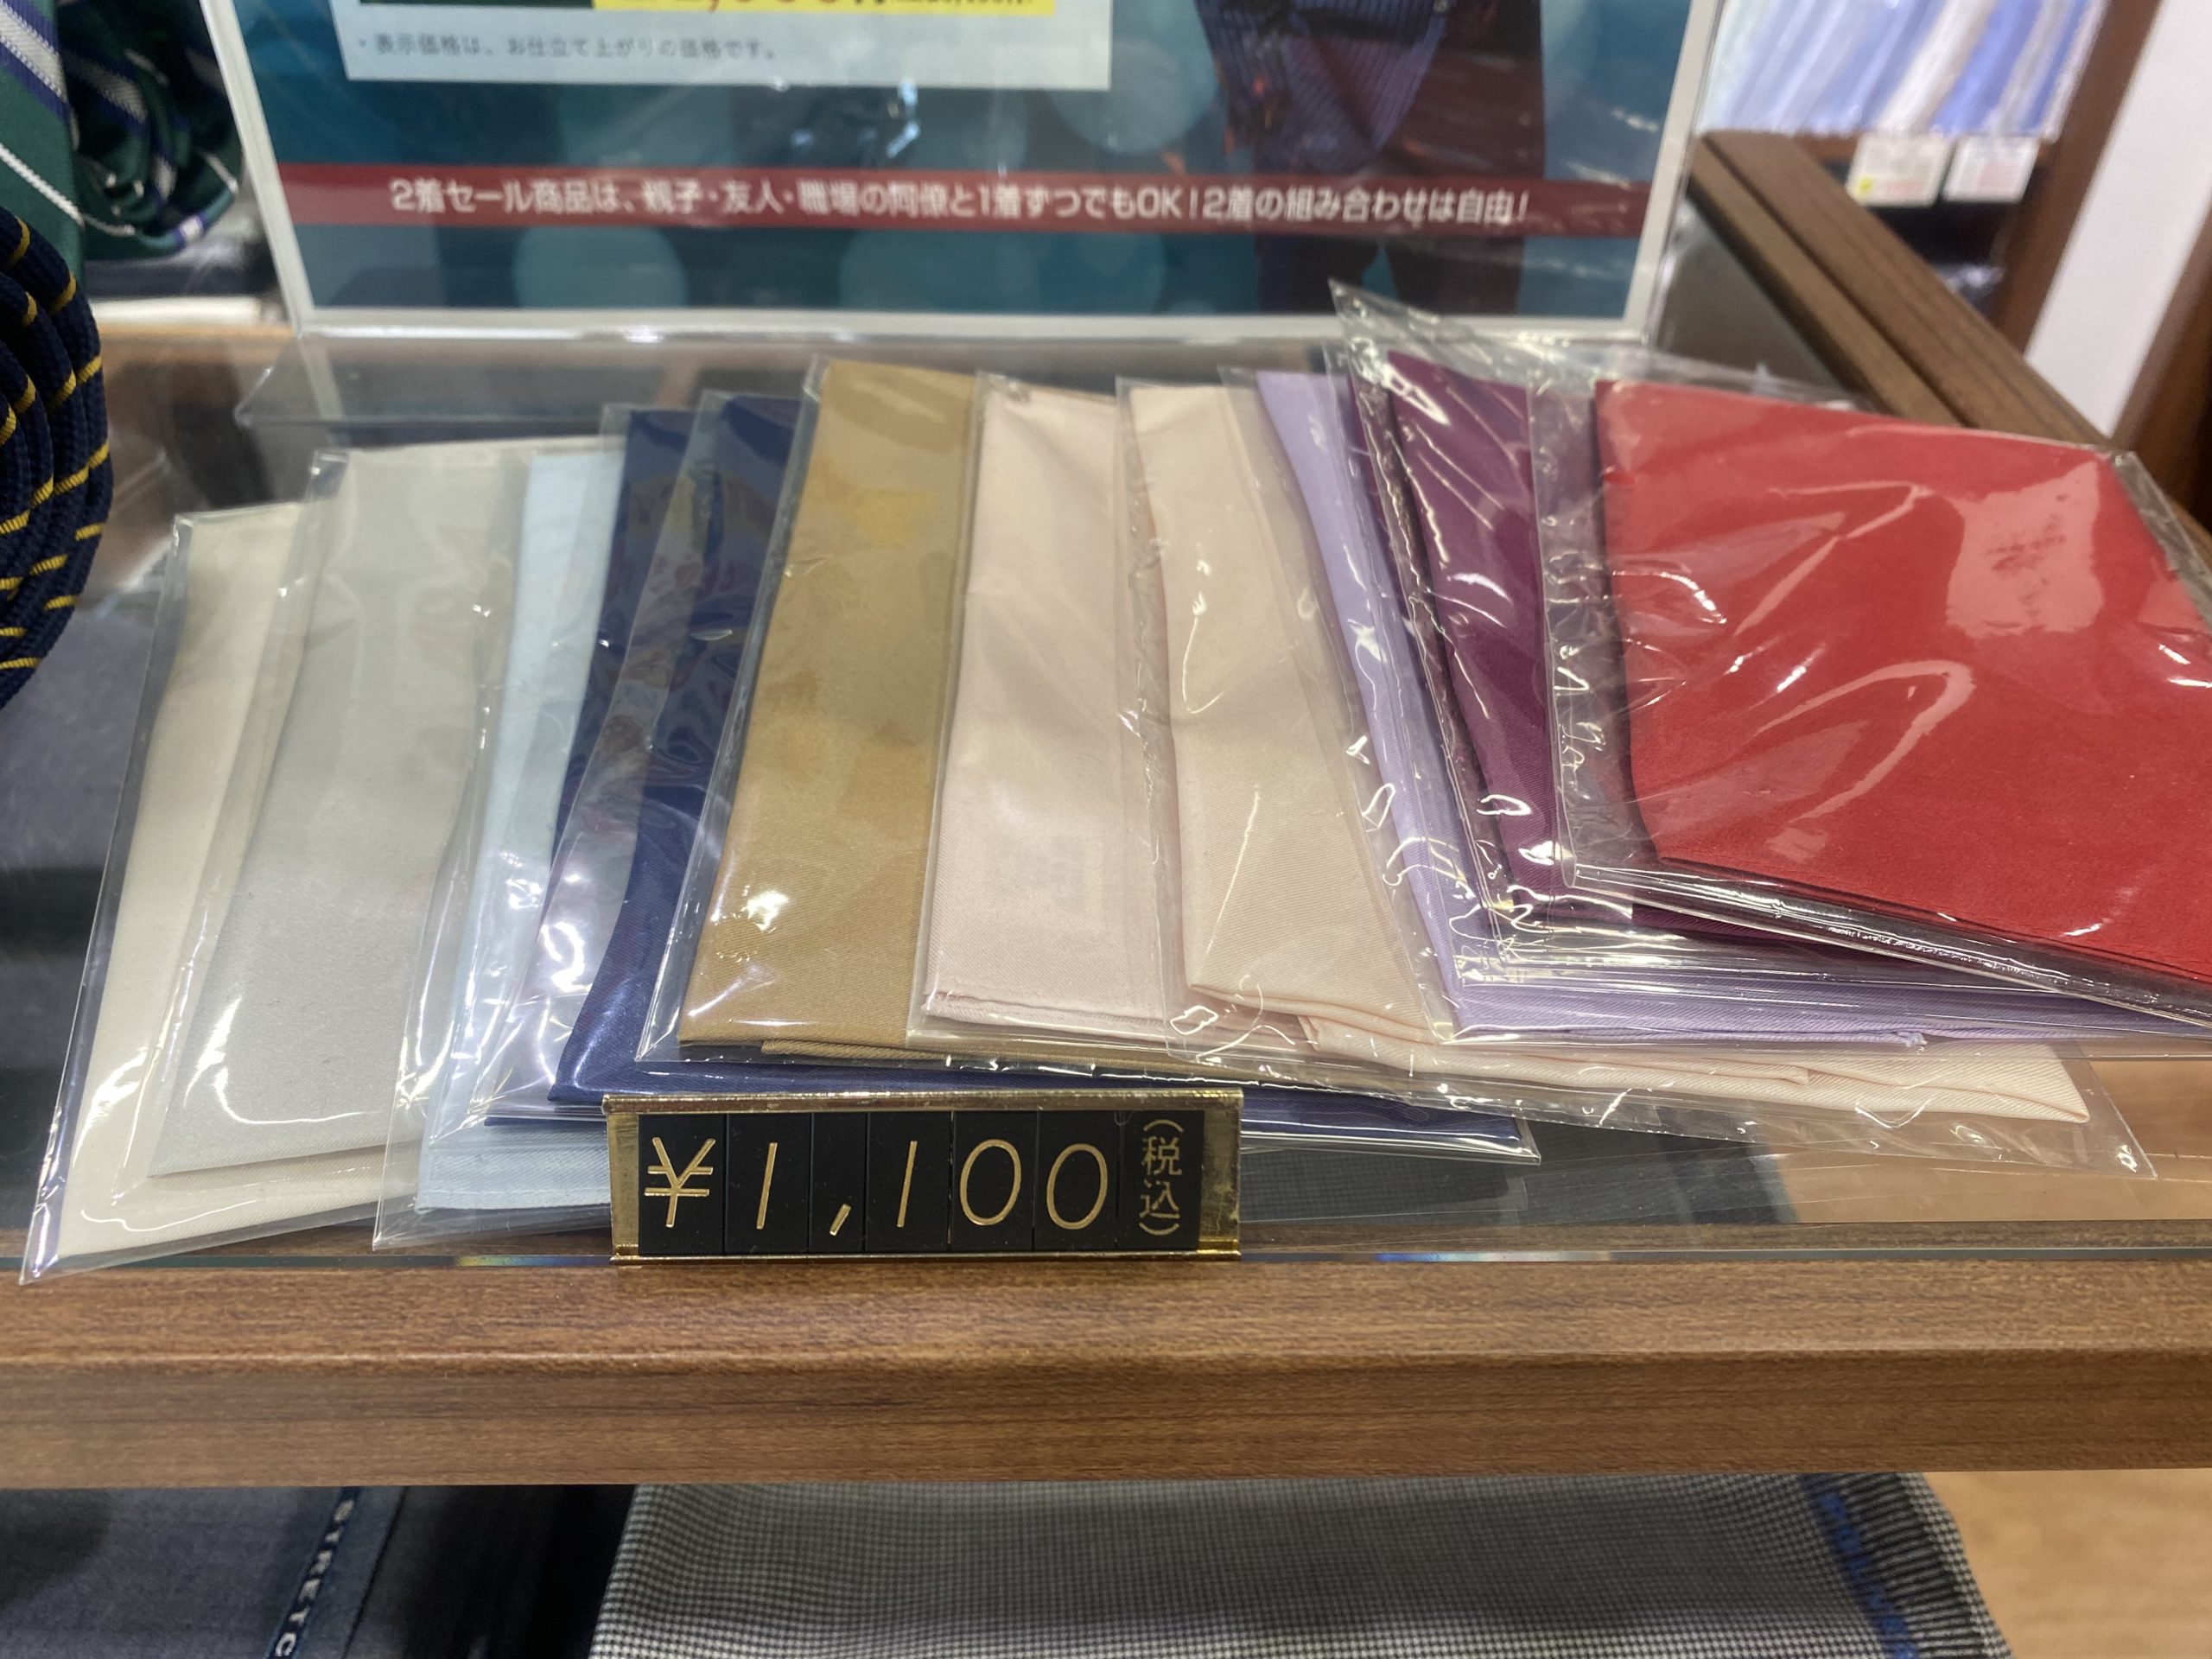 ・表示価格は、お仕立て上がりの価格です。
2着セール商品は、親子・友人・職場の同僚と1着ずつでもOK!2着の組み合わせは自由!
¥1,100(税込)
STRETC